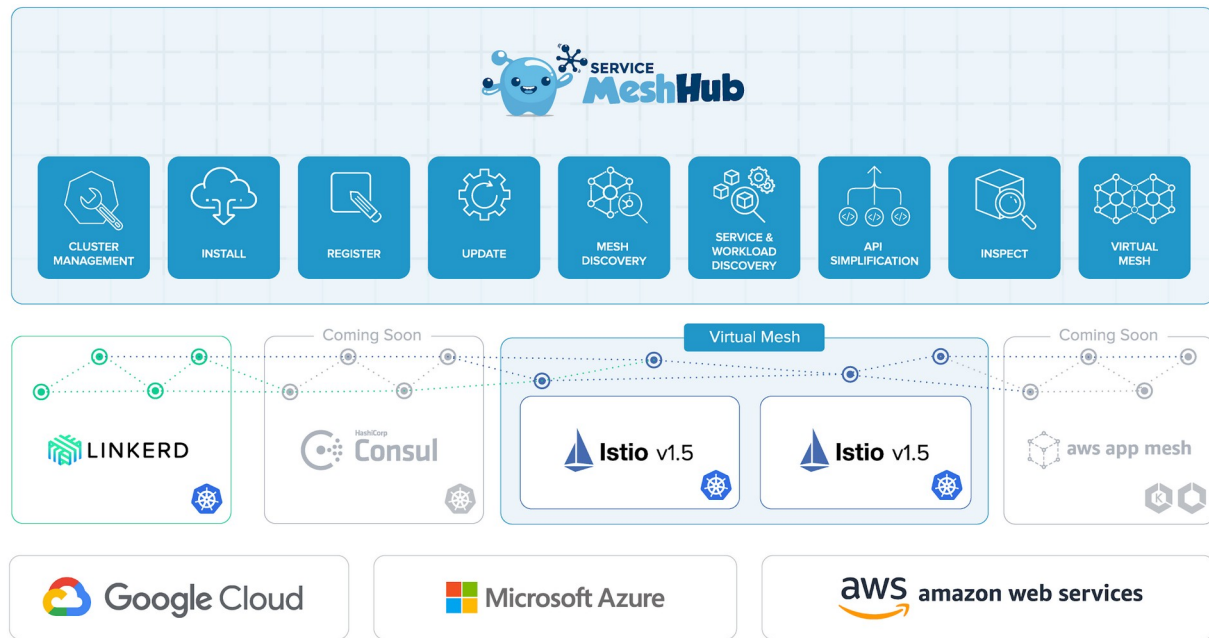 SERVICE
MeshHub
CLUSTER
MANAGEMENT
INSTALL
REGISTER
UPDATE
MESH
DISCOVERY
SERVICE &
WORKLOAD
DISCOVERY
API
SIMPLIFICATION
INSPECT
VIRTUAL
MESH
Coming Soon
Virtual Mesh
Coming Soon
LINKERD
HashiCorp
Consul
Istio v1.5
Istio v1.5
aws app mesh
K
Google Cloud
Microsoft Azure
aws amazon web services